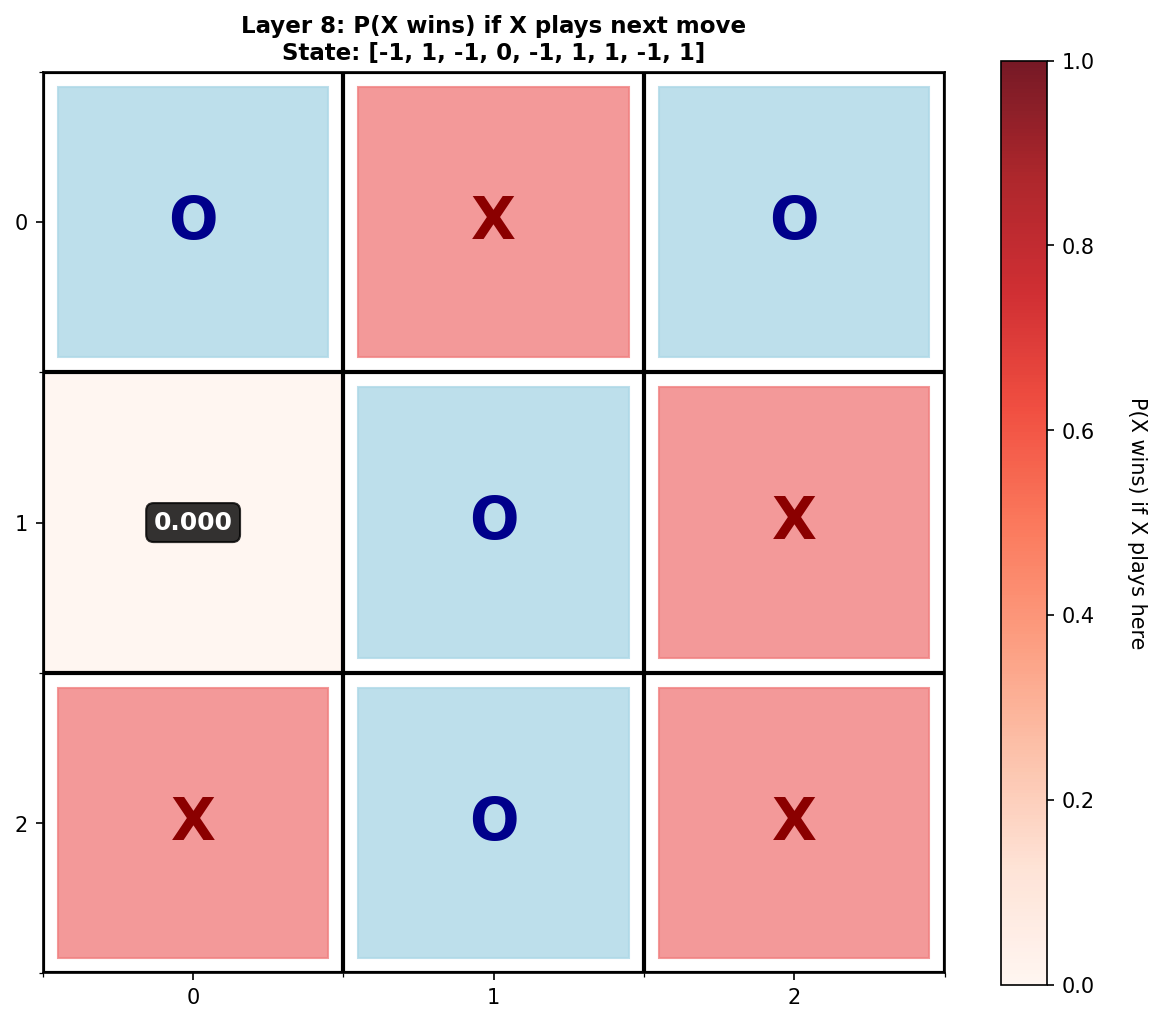 Layer 8: P(X wins) if X plays next move
State: [-1, 1, -1, 0, -1, 1, 1, -1, 1]
0
O
X
O
1
0.000
O
X
2
X
O
X
0
1
2
1.0
0.8
0.6
0.4
0.2
0.0
P(X wins) if X plays here